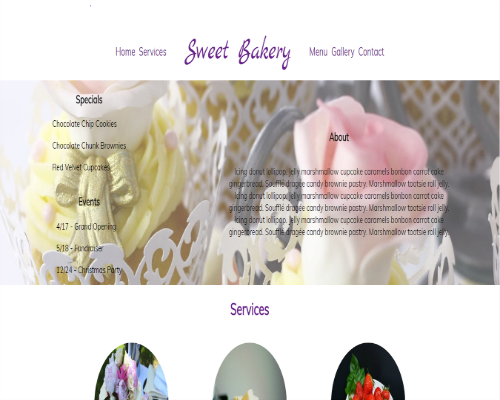 Home Services Sweet Bakery Menu Gallery Contact
Specials
Chocolate Chip Cookies
Chocolate Chunk Brownies
Red Velvet Cupcakes
Events
4/17 - Grand Opening
5/18 - Fundraiser
12/24 - Christmas Party
About
Icing donut lollipop. Jelly marshmallow cupcake caramels bonbon carrot cake
gingerbread. Soufflé dragée candy brownie pastry. Marshmallow tootsie roll jelly.
Icing donut lollipop. Jelly marshmallow cupcake caramels bonbon carrot cake
gingerbread. Soufflé dragée candy brownie pastry. Marshmallow tootsie roll jelly.
Icing donut lollipop. Jelly marshmallow cupcake caramels bonbon carrot cake
gingerbread. Soufflé dragée candy brownie pastry. Marshmallow tootsie roll jelly.
Services